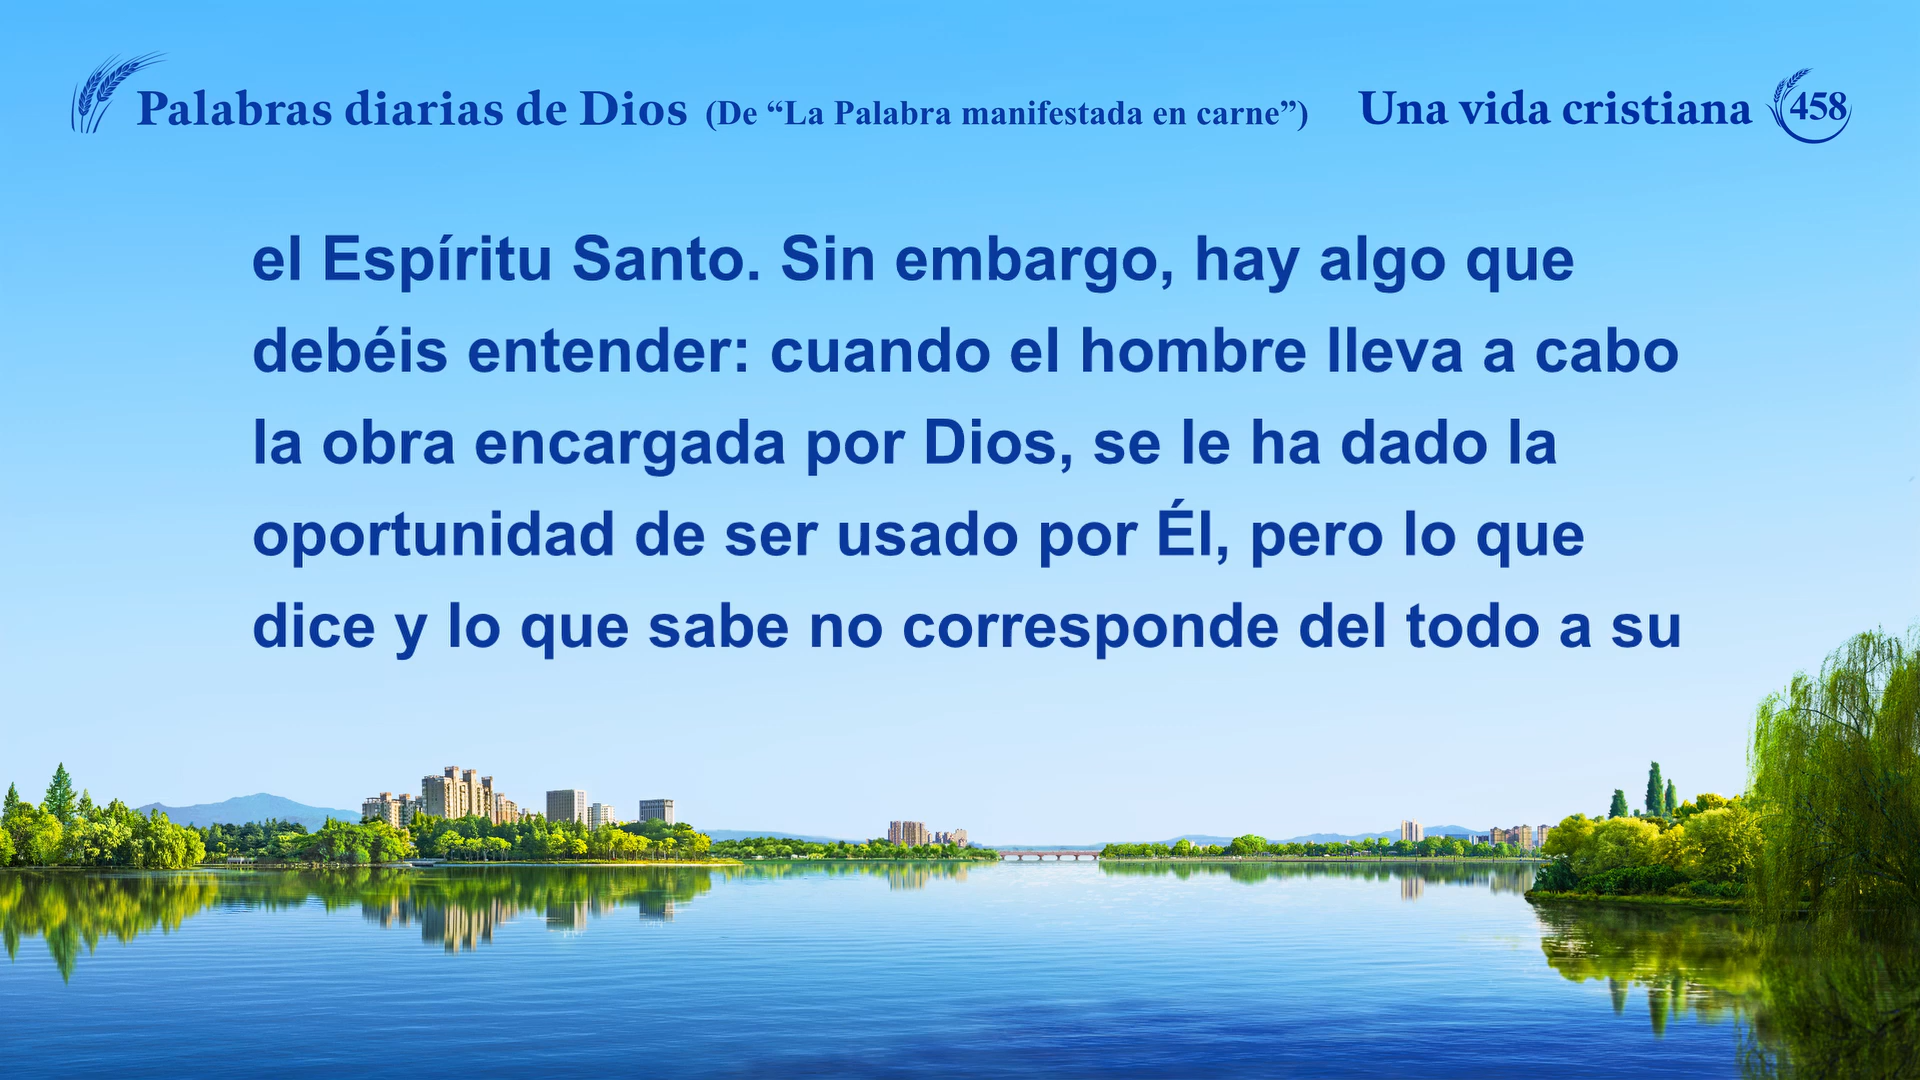 Palabras diarias de Dios (De “La Palabra manifestada en carne”) Una vida cristiana 458
el Espíritu Santo. Sin embargo, hay algo que
debéis entender: cuando el hombre lleva a cabo
la obra encargada por Dios, se le ha dado la
oportunidad de ser usado por Él, pero lo que
dice y lo que sabe no corresponde del todo a su